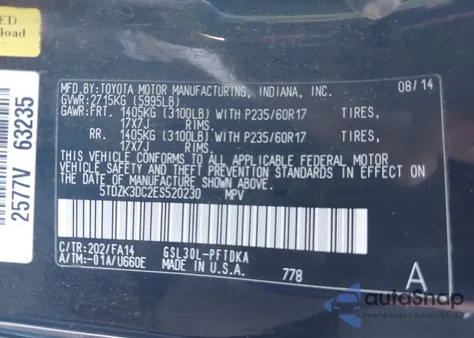 ED
load
2577V 63235
MFD.BY:TOYOTA MOTOR MANUFACTURING, INDIANA, INC. 08/14
GVWR:2715KG (5995LB)
GAWR:FRT. 1405KG (3100LB) WITH P235/60R17 TIRES,
17X7J RIMS.
RR. 1405KG (3100LB) WITH P235/60R17 TIRES,
17X7J RIMS.
THIS VEHICLE CONFORMS TO ALL APPLICABLE FEDERAL MOTOR
VEHICLE SAFETY AND THEFT PREVENTION STANDARDS IN
EFFECT ON THE DATE OF MANUFACTURE SHOWN ABOVE.
5TDZK3DC2ES520230 MPV
C/TR:202/FA14 GSL30L-PFTDKA
A/TM:-01A/U660E MADE IN U.S.A. 778 A
autoSnap